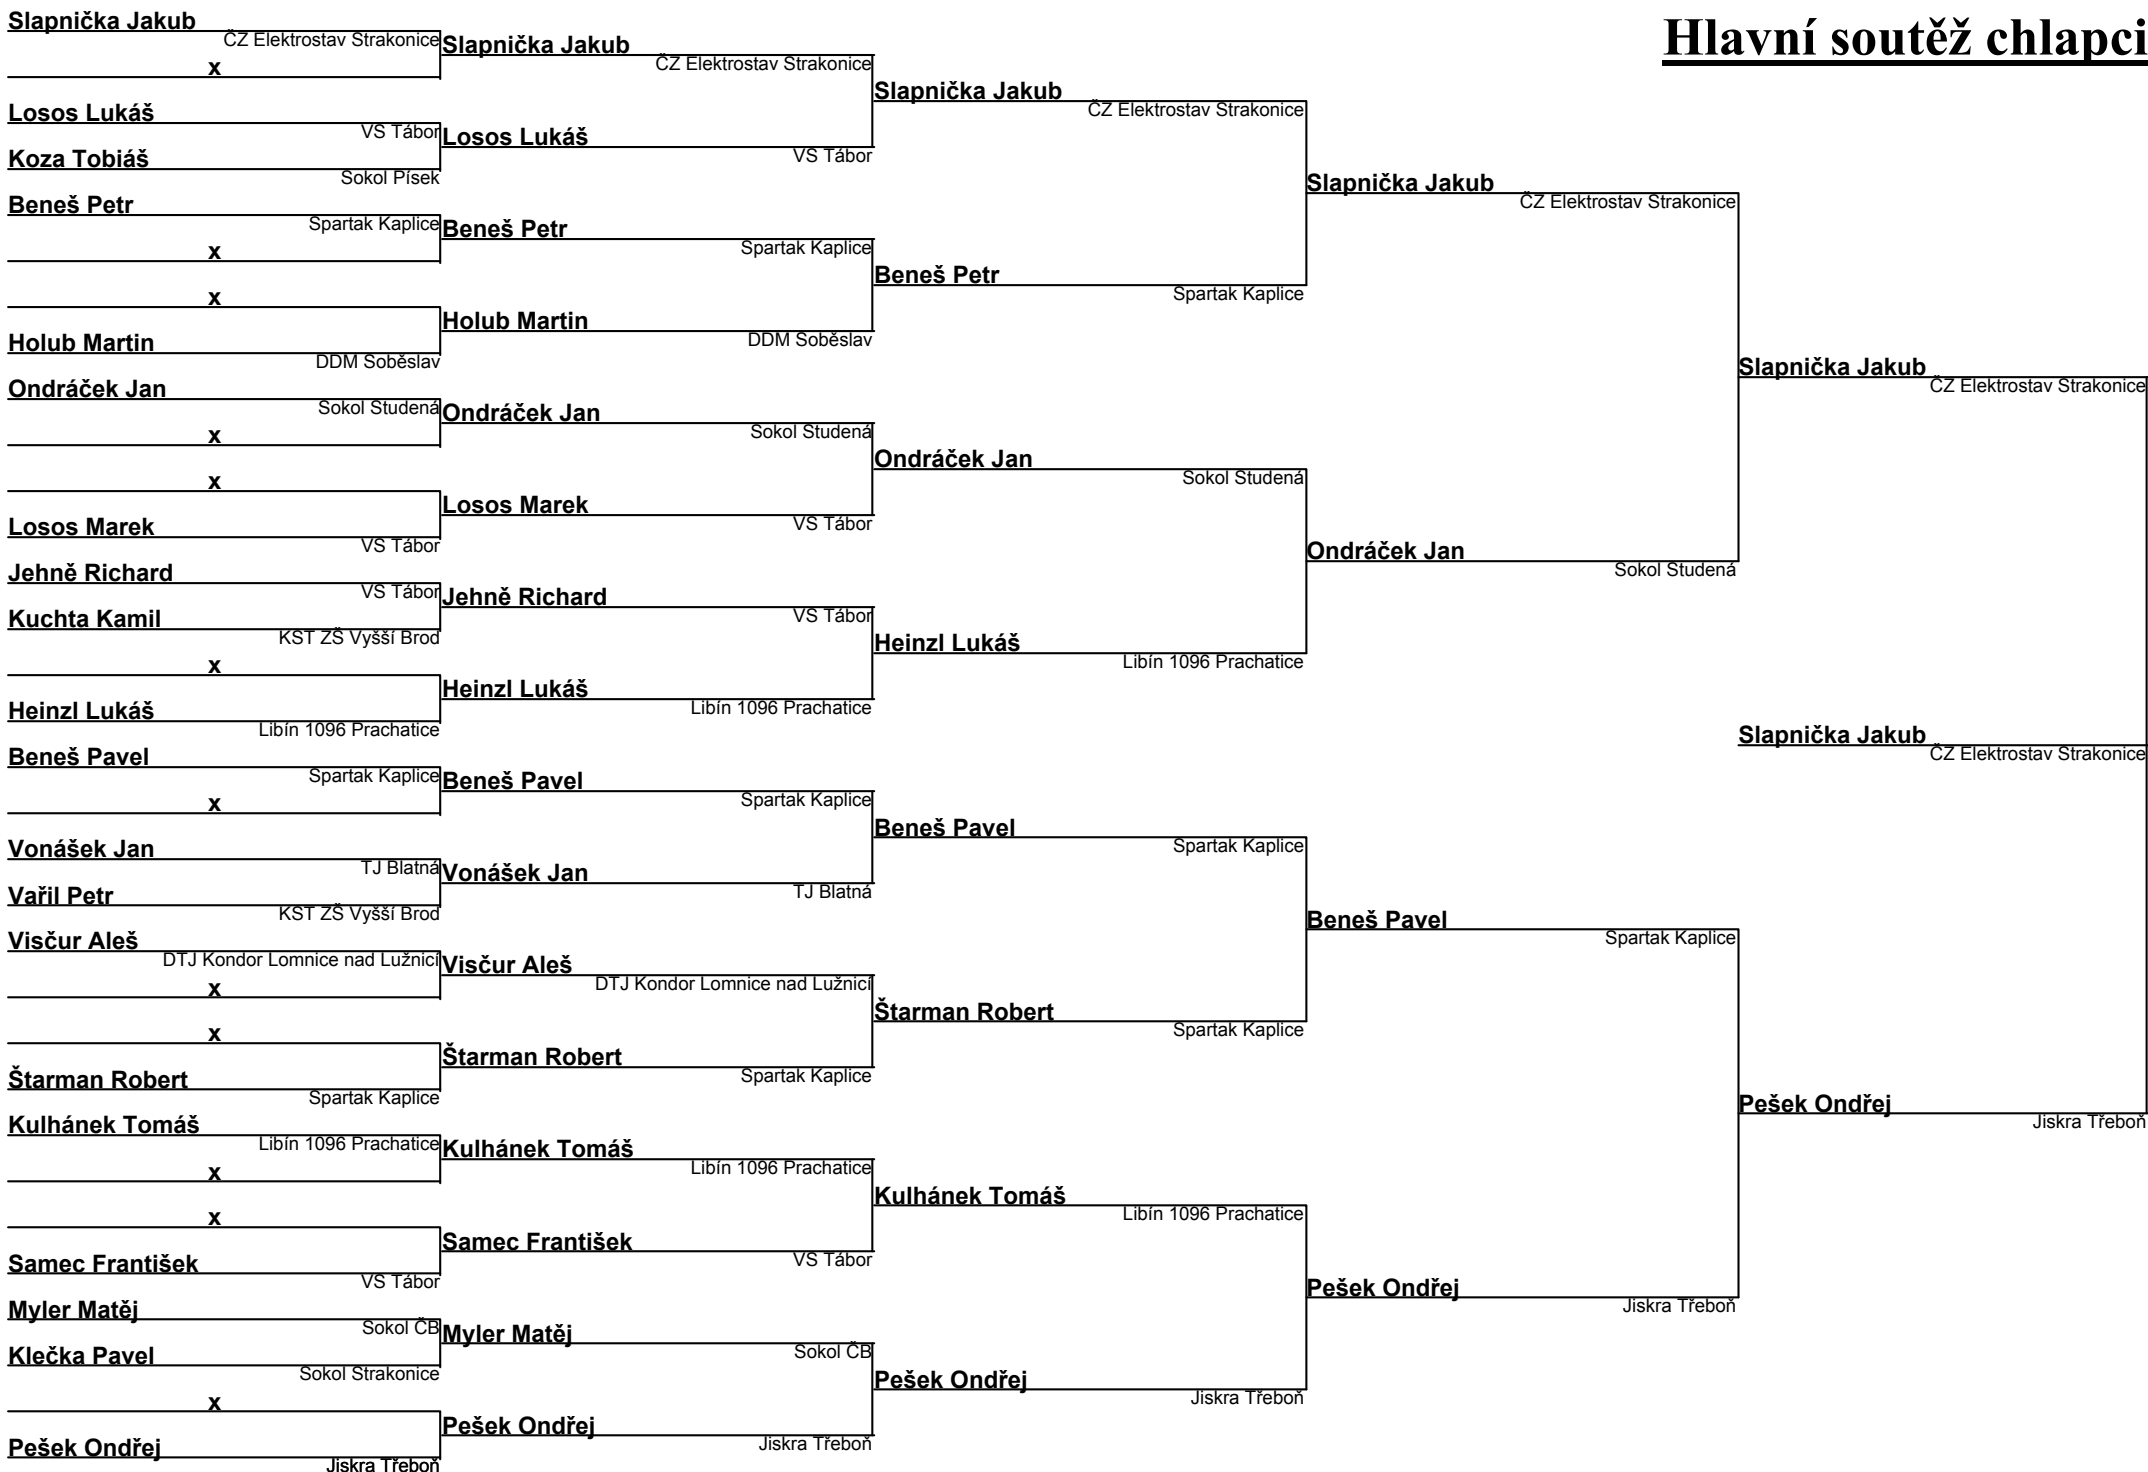 Hlavní soutěž chlapci
Slapnička Jakub
ČZ Elektrostav Strakonice
x
Losos Lukáš
VS Tábor
Koza Tobiáš
Sokol Písek
Beneš Petr
Spartak Kaplice
x
x
Holub Martin
DDM Soběslav
Ondráček Jan
Sokol Studená
x
x
Losos Marek
VS Tábor
Jehně Richard
VS Tábor
Kuchta Kamil
KST ZŠ Vyšší Brod
x
Heinzl Lukáš
Libín 1096 Prachatice
Beneš Pavel
Spartak Kaplice
x
Vonášek Jan
TJ Blatná
Vařil Petr
KST ZŠ Vyšší Brod
Visčur Aleš
DTJ Kondor Lomnice nad Lužnicí
x
x
Štarman Robert
Spartak Kaplice
Kulhánek Tomáš
Libín 1096 Prachatice
x
x
Samec František
VS Tábor
Myler Matěj
Sokol ČB
Klečka Pavel
Sokol Strakonice
x
Pešek Ondřej
Jiskra Třeboň
Slapnička Jakub
ČZ Elektrostav Strakonice
Losos Lukáš
VS Tábor
Beneš Petr
Spartak Kaplice
Holub Martin
DDM Soběslav
Ondráček Jan
Sokol Studená
Losos Marek
VS Tábor
Jehně Richard
VS Tábor
Heinzl Lukáš
Libín 1096 Prachatice
Beneš Pavel
Spartak Kaplice
Vonášek Jan
TJ Blatná
Visčur Aleš
DTJ Kondor Lomnice nad Lužnicí
Štarman Robert
Spartak Kaplice
Kulhánek Tomáš
Libín 1096 Prachatice
Samec František
VS Tábor
Myler Matěj
Sokol ČB
Pešek Ondřej
Jiskra Třeboň
Slapnička Jakub
ČZ Elektrostav Strakonice
Beneš Petr
Spartak Kaplice
Ondráček Jan
Sokol Studená
Heinzl Lukáš
Libín 1096 Prachatice
Beneš Pavel
Spartak Kaplice
Štarman Robert
Spartak Kaplice
Kulhánek Tomáš
Libín 1096 Prachatice
Pešek Ondřej
Jiskra Třeboň
Slapnička Jakub
ČZ Elektrostav Strakonice
Ondráček Jan
Sokol Studená
Beneš Pavel
Spartak Kaplice
Pešek Ondřej
Jiskra Třeboň
Slapnička Jakub
ČZ Elektrostav Strakonice
Slapnička Jakub
ČZ Elektrostav Strakonice
Pešek Ondřej
Jiskra Třeboň